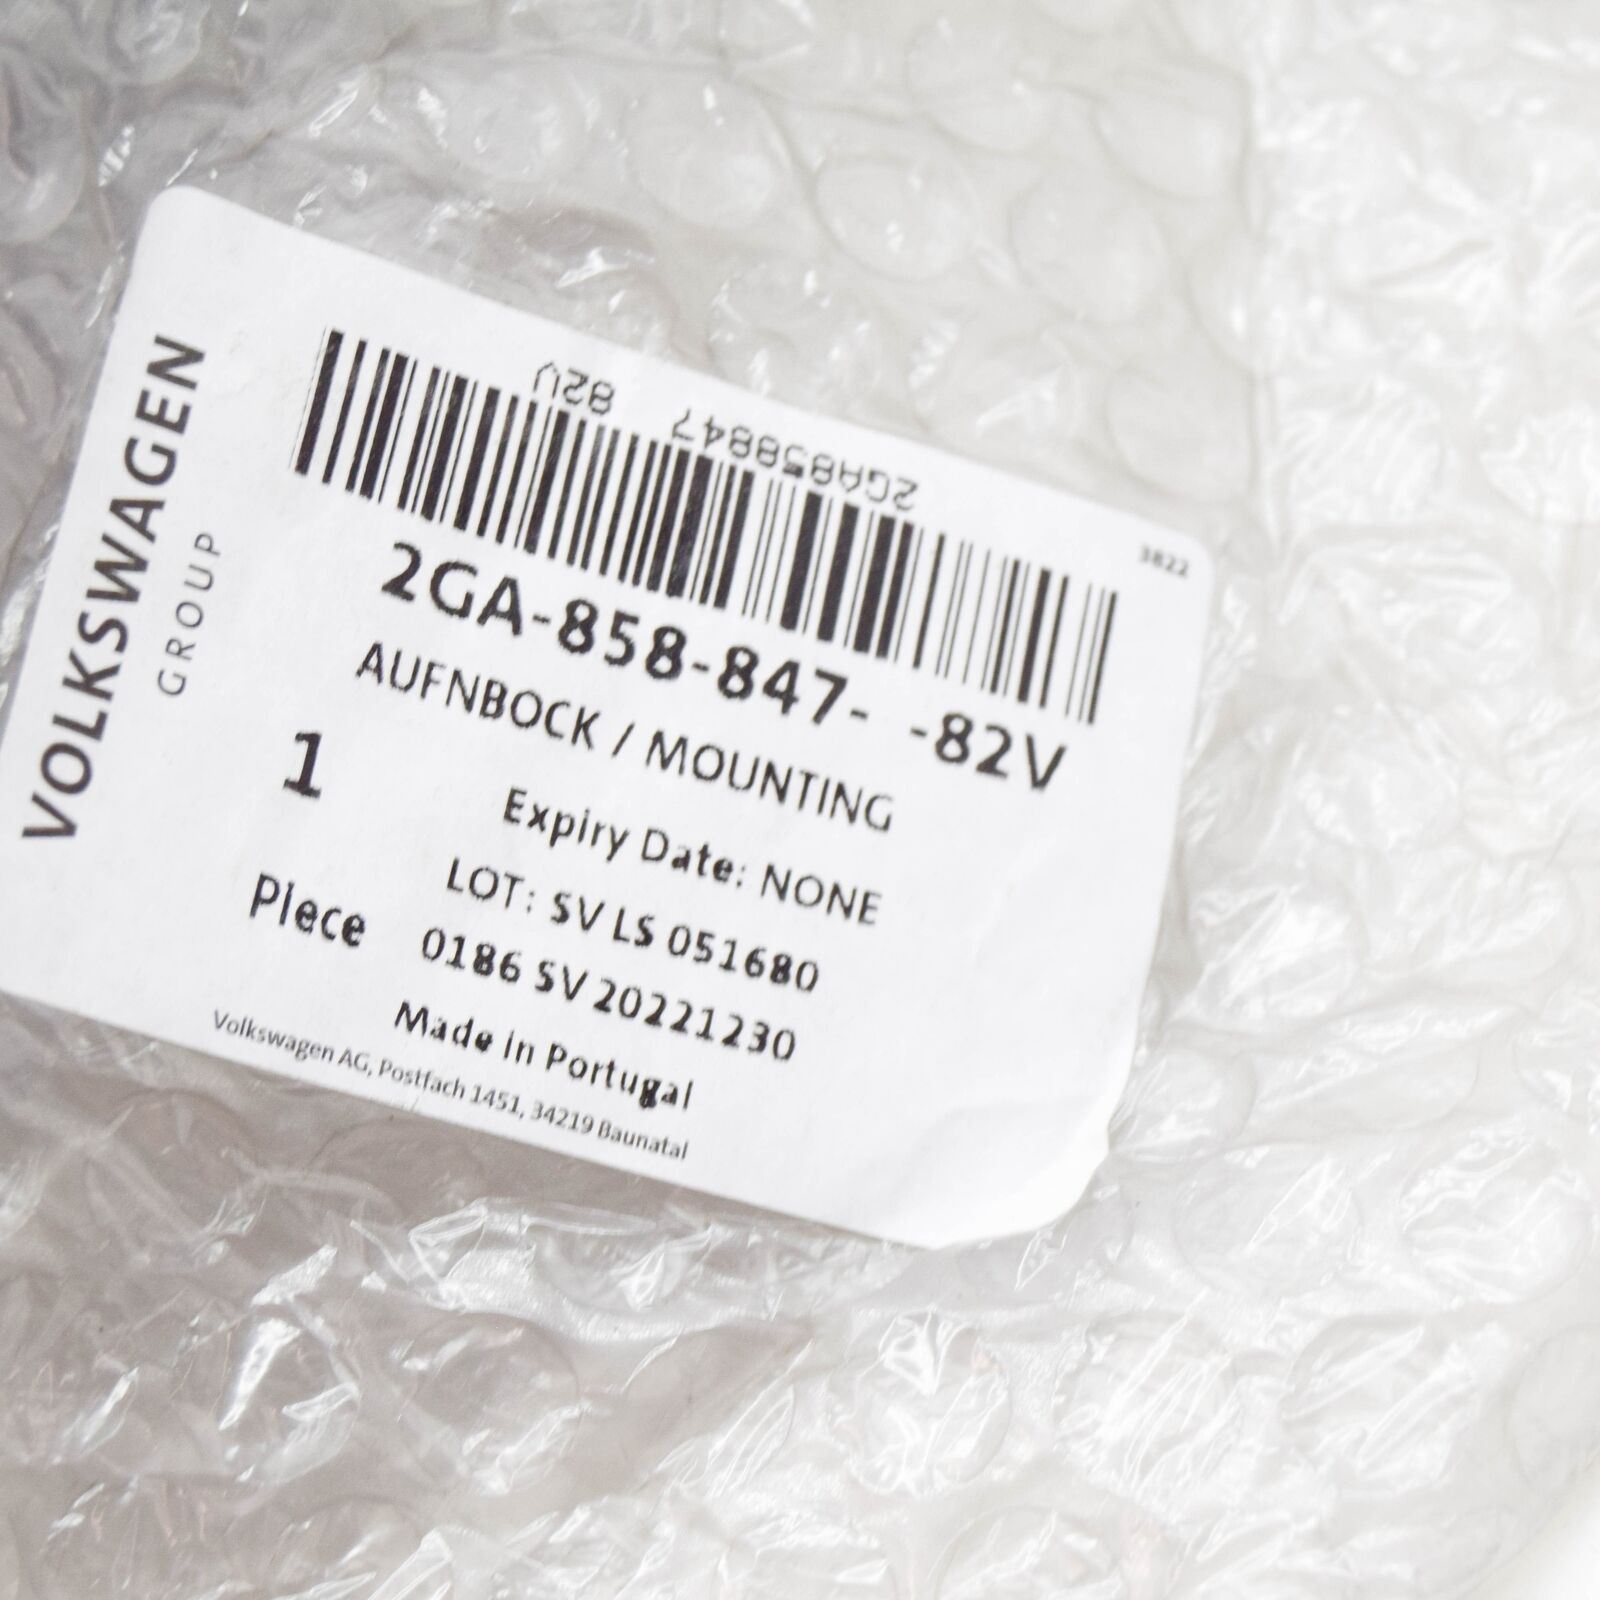 VOLKSWAGEN
GROUP
2GA858847 82V
3822
2GA-858-847- -82V
AUFNBOCK / MOUNTING
1
Expiry Date: NONE
Piece
LOT: SV LS 051680
0186 SV 20221230
Made in Portugal
Volkswagen AG, Postfach 1451, 34219 Baunatal